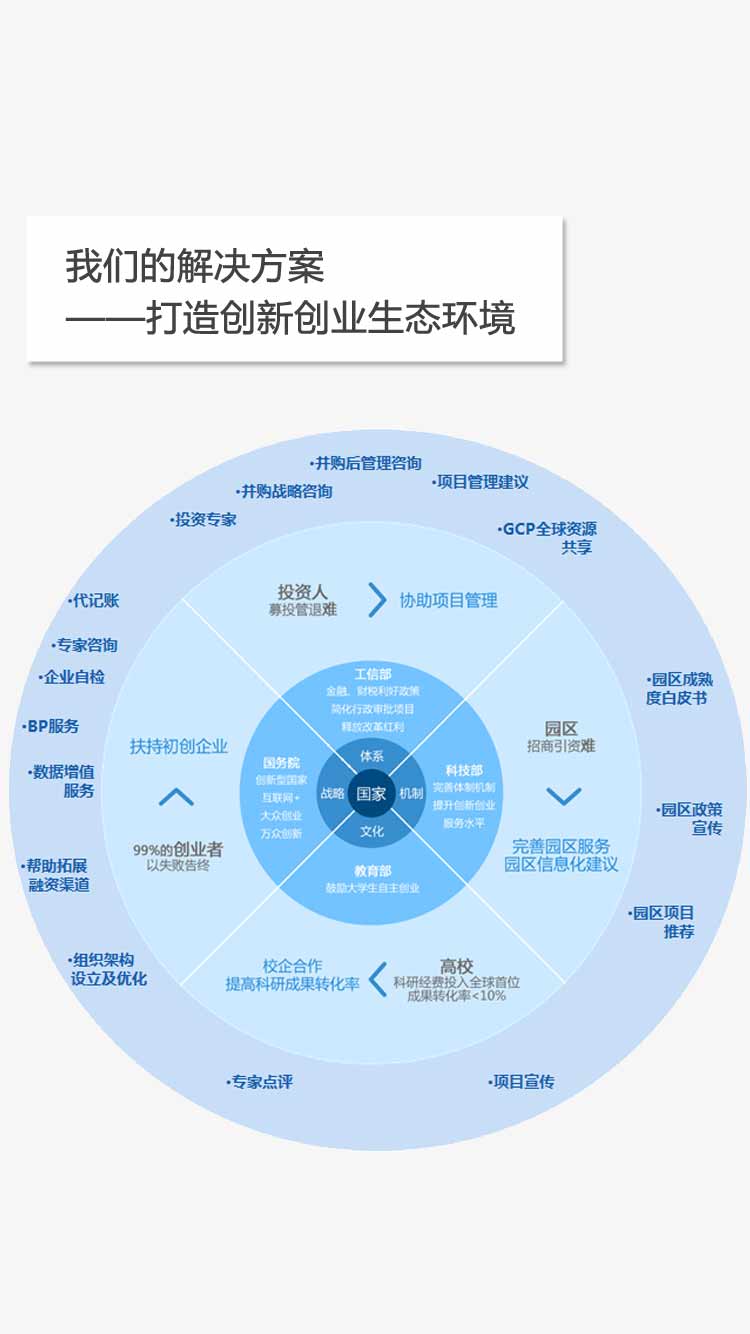 我们的解决方案
——打造创新创业生态环境
·并购后管理咨询
·项目管理建议
·并购战略咨询
·投资专家
·GCP全球资源
共享
·代记账
·专家咨询
·企业自检
·BP服务
·数据增值
服务
·帮助拓展
融资渠道
·组织架构
设立及优化
·园区成熟
度白皮书
·园区政策
宣传
·园区项目
推荐
·专家点评
·项目宣传
投资人
募投管退难
协助项目管理
扶持初创企业
99%的创业者
以失败告终
园区
招商引资难
完善园区服务
园区信息化建议
校企合作
提高科研成果转化率
高校
科研经费投入全球首位
成果转化率<10%
工信部
金融、财税利好政策
简化行政审批项目
释放改革红利
国务院
创新型国家
互联网+
大众创业
万众创新
科技部
完善体制机制
提升创新创业
服务水平
教育部
鼓励大学生自主创业
体系
战略
国家
机制
文化